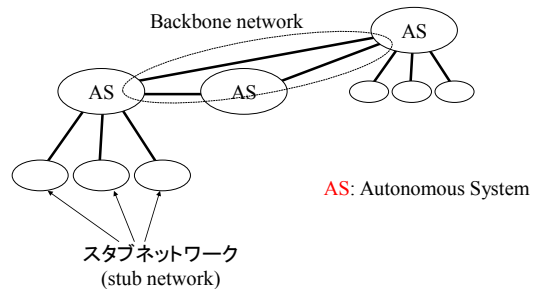 Backbone network
AS
AS
AS
AS: Autonomous System
スタブネットワーク
(stub network)